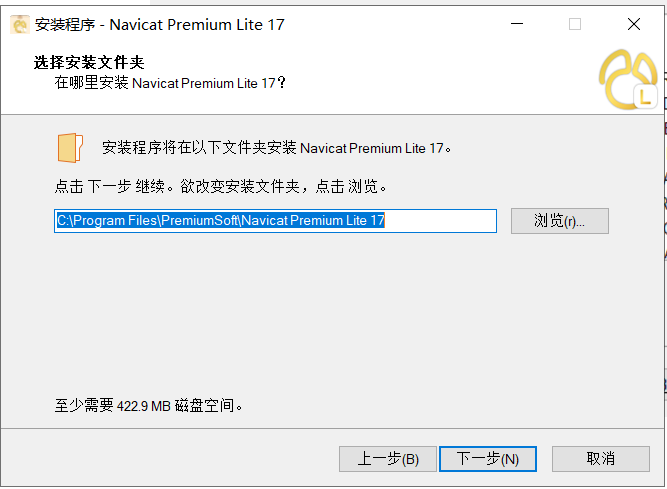 安装程序 - Navicat Premium Lite 17
选择安装文件夹
在哪里安装 Navicat Premium Lite 17?
L
安装程序将在以下文件夹安装 Navicat Premium Lite 17。
点击 下一步 继续。欲改变安装文件夹，点击 浏览。
C:\Program Files\PremiumSoft\Navicat Premium Lite 17
浏览(r)...
至少需要 422.9 MB 磁盘空间。
上一步(B)
下一步(N)
取消